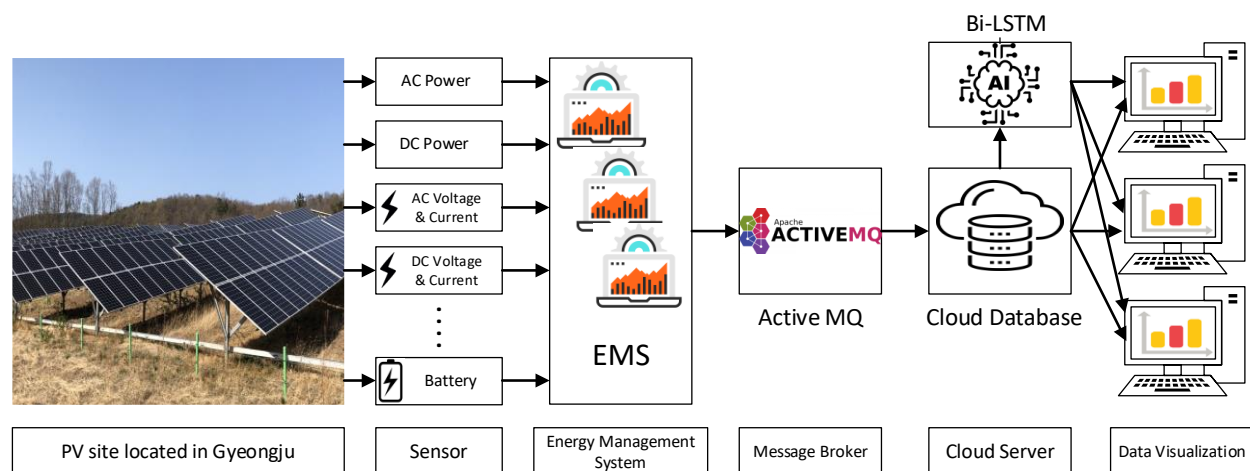 Bi-LSTM
AI
AC Power
DC Power
AC Voltage
& Current
DC Voltage
& Current
Battery
EMS
Apache
ACTIVEMQ
Active MQ
Cloud Database
PV site located in Gyeongju
Sensor
Energy Management
System
Message Broker
Cloud Server
Data Visualization